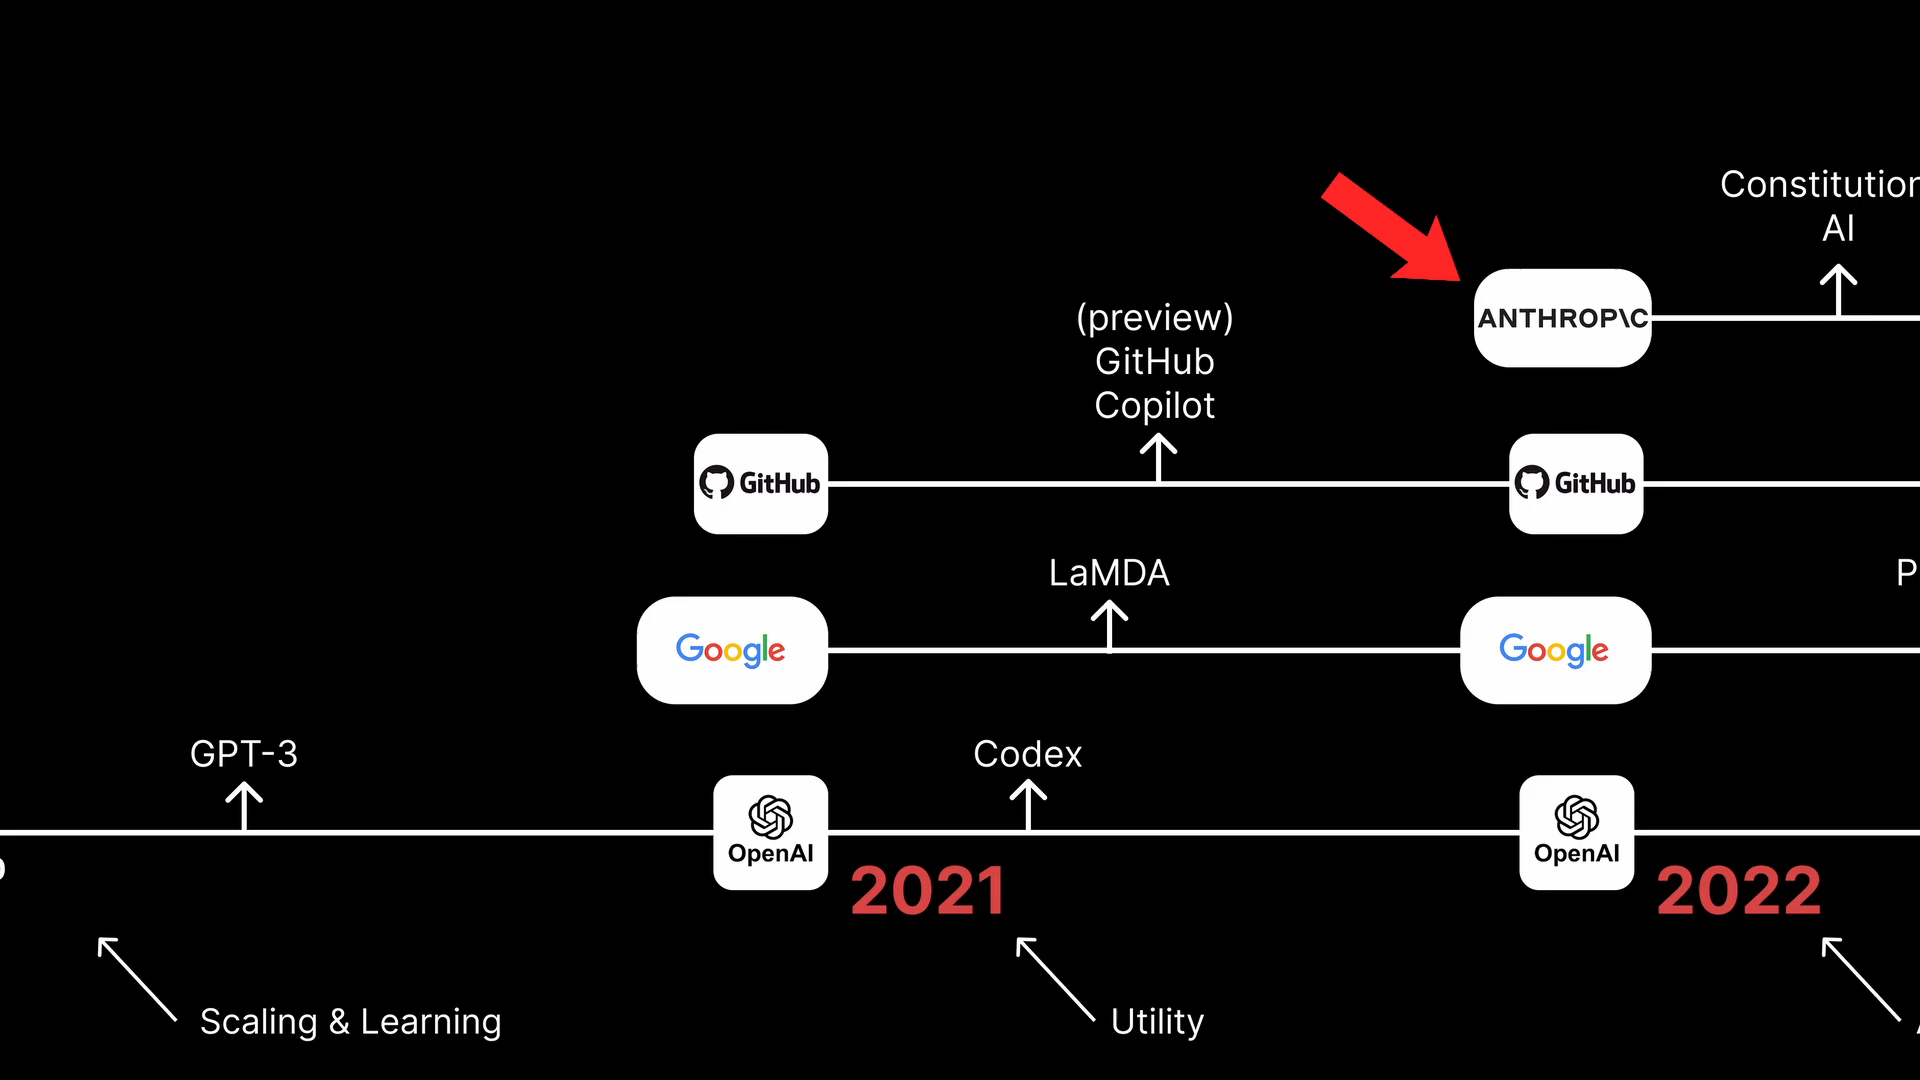 Constitution
AI
ANTHROP\C
(preview)
GitHub
Copilot
GitHub
GitHub
LaMDA
P
Google
Google
GPT-3
Codex
OpenAI
OpenAI
2021
2022
Scaling & Learning
Utility